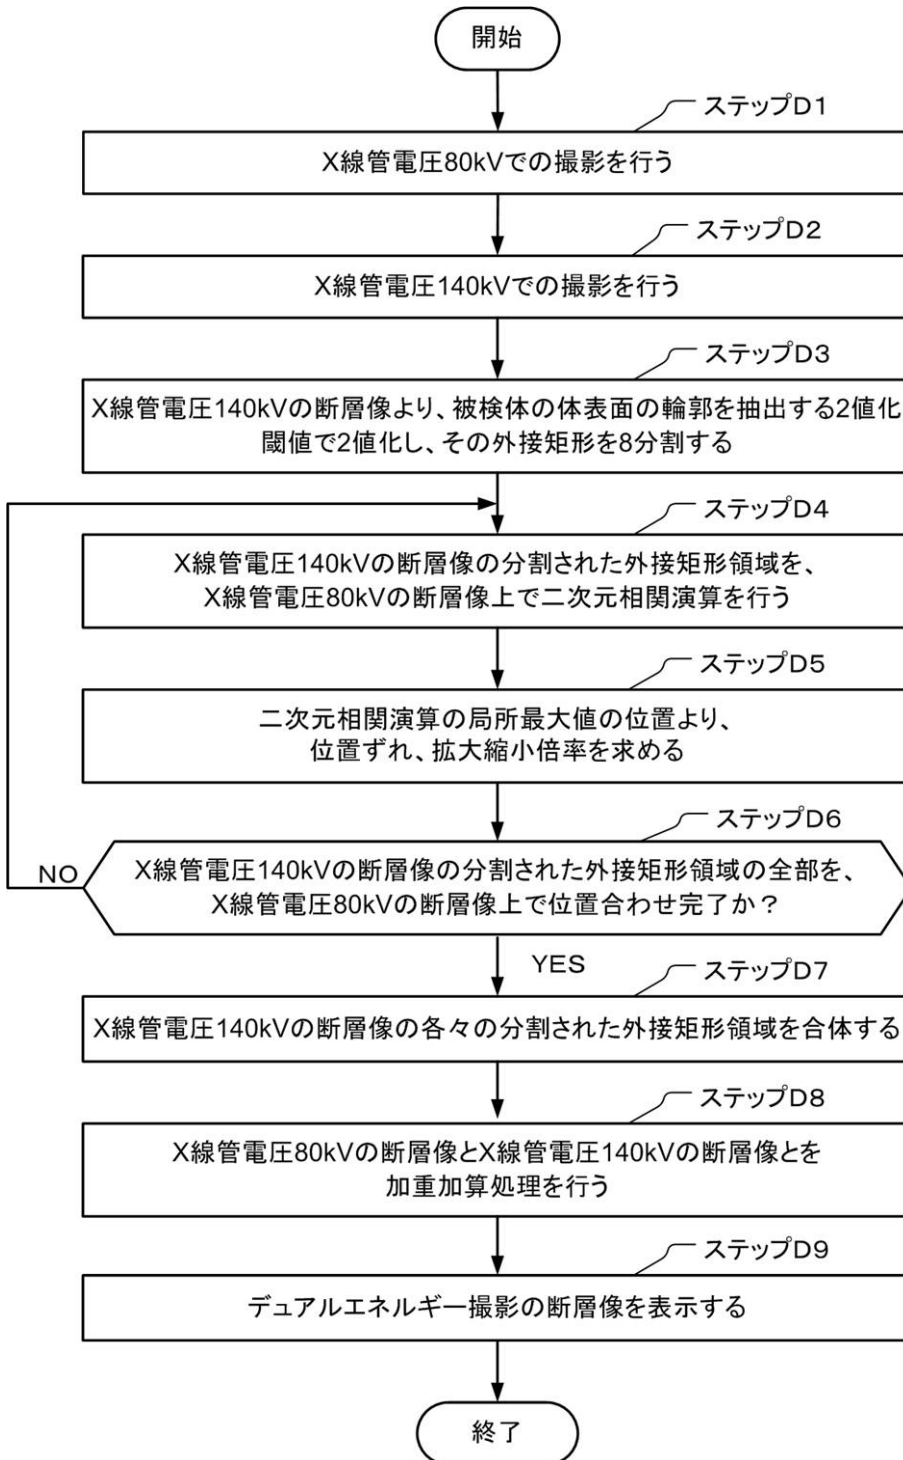 開始
ステップD1
X線管電圧80kVでの撮影を行う
ステップD2
X線管電圧140kVでの撮影を行う
ステップD3
X線管電圧140kVの断層像より、被検体の体表面の輪郭を抽出する2値化
閾値で2値化し、その外接矩形を8分割する
ステップD4
X線管電圧140kVの断層像の分割された外接矩形領域を、
X線管電圧80kVの断層像上で二次元相関演算を行う
ステップD5
二次元相関演算の局所最大値の位置より、
位置ずれ、拡大縮小倍率を求める
ステップD6
NO
X線管電圧140kVの断層像の分割された外接矩形領域の全部を、
X線管電圧80kVの断層像上で位置合わせ完了か？
YES
ステップD7
X線管電圧140kVの断層像の各々の分割された外接矩形領域を合体する
ステップD8
X線管電圧80kVの断層像とX線管電圧140kVの断層像とを
加重加算処理を行う
ステップD9
デュアルエネルギー撮影の断層像を表示する
終了